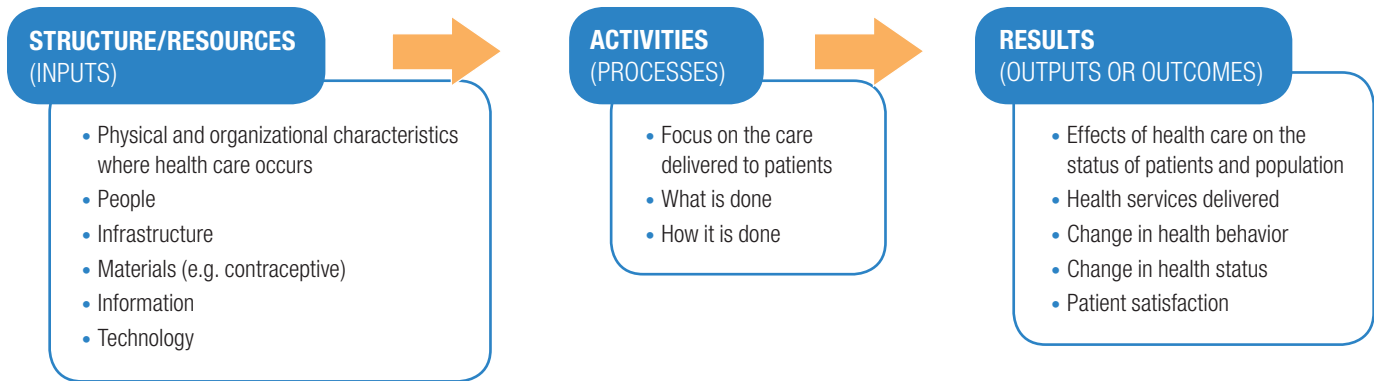 STRUCTURE/RESOURCES
(INPUTS)
• Physical and organizational characteristics
where health care occurs
• People
• Infrastructure
• Materials (e.g. contraceptive)
• Information
• Technology
ACTIVITIES
(PROCESSES)
• Focus on the care
delivered to patients
• What is done
• How it is done
RESULTS
(OUTPUTS OR OUTCOMES)
• Effects of health care on the
status of patients and population
• Health services delivered
• Change in health behavior
• Change in health status
• Patient satisfaction